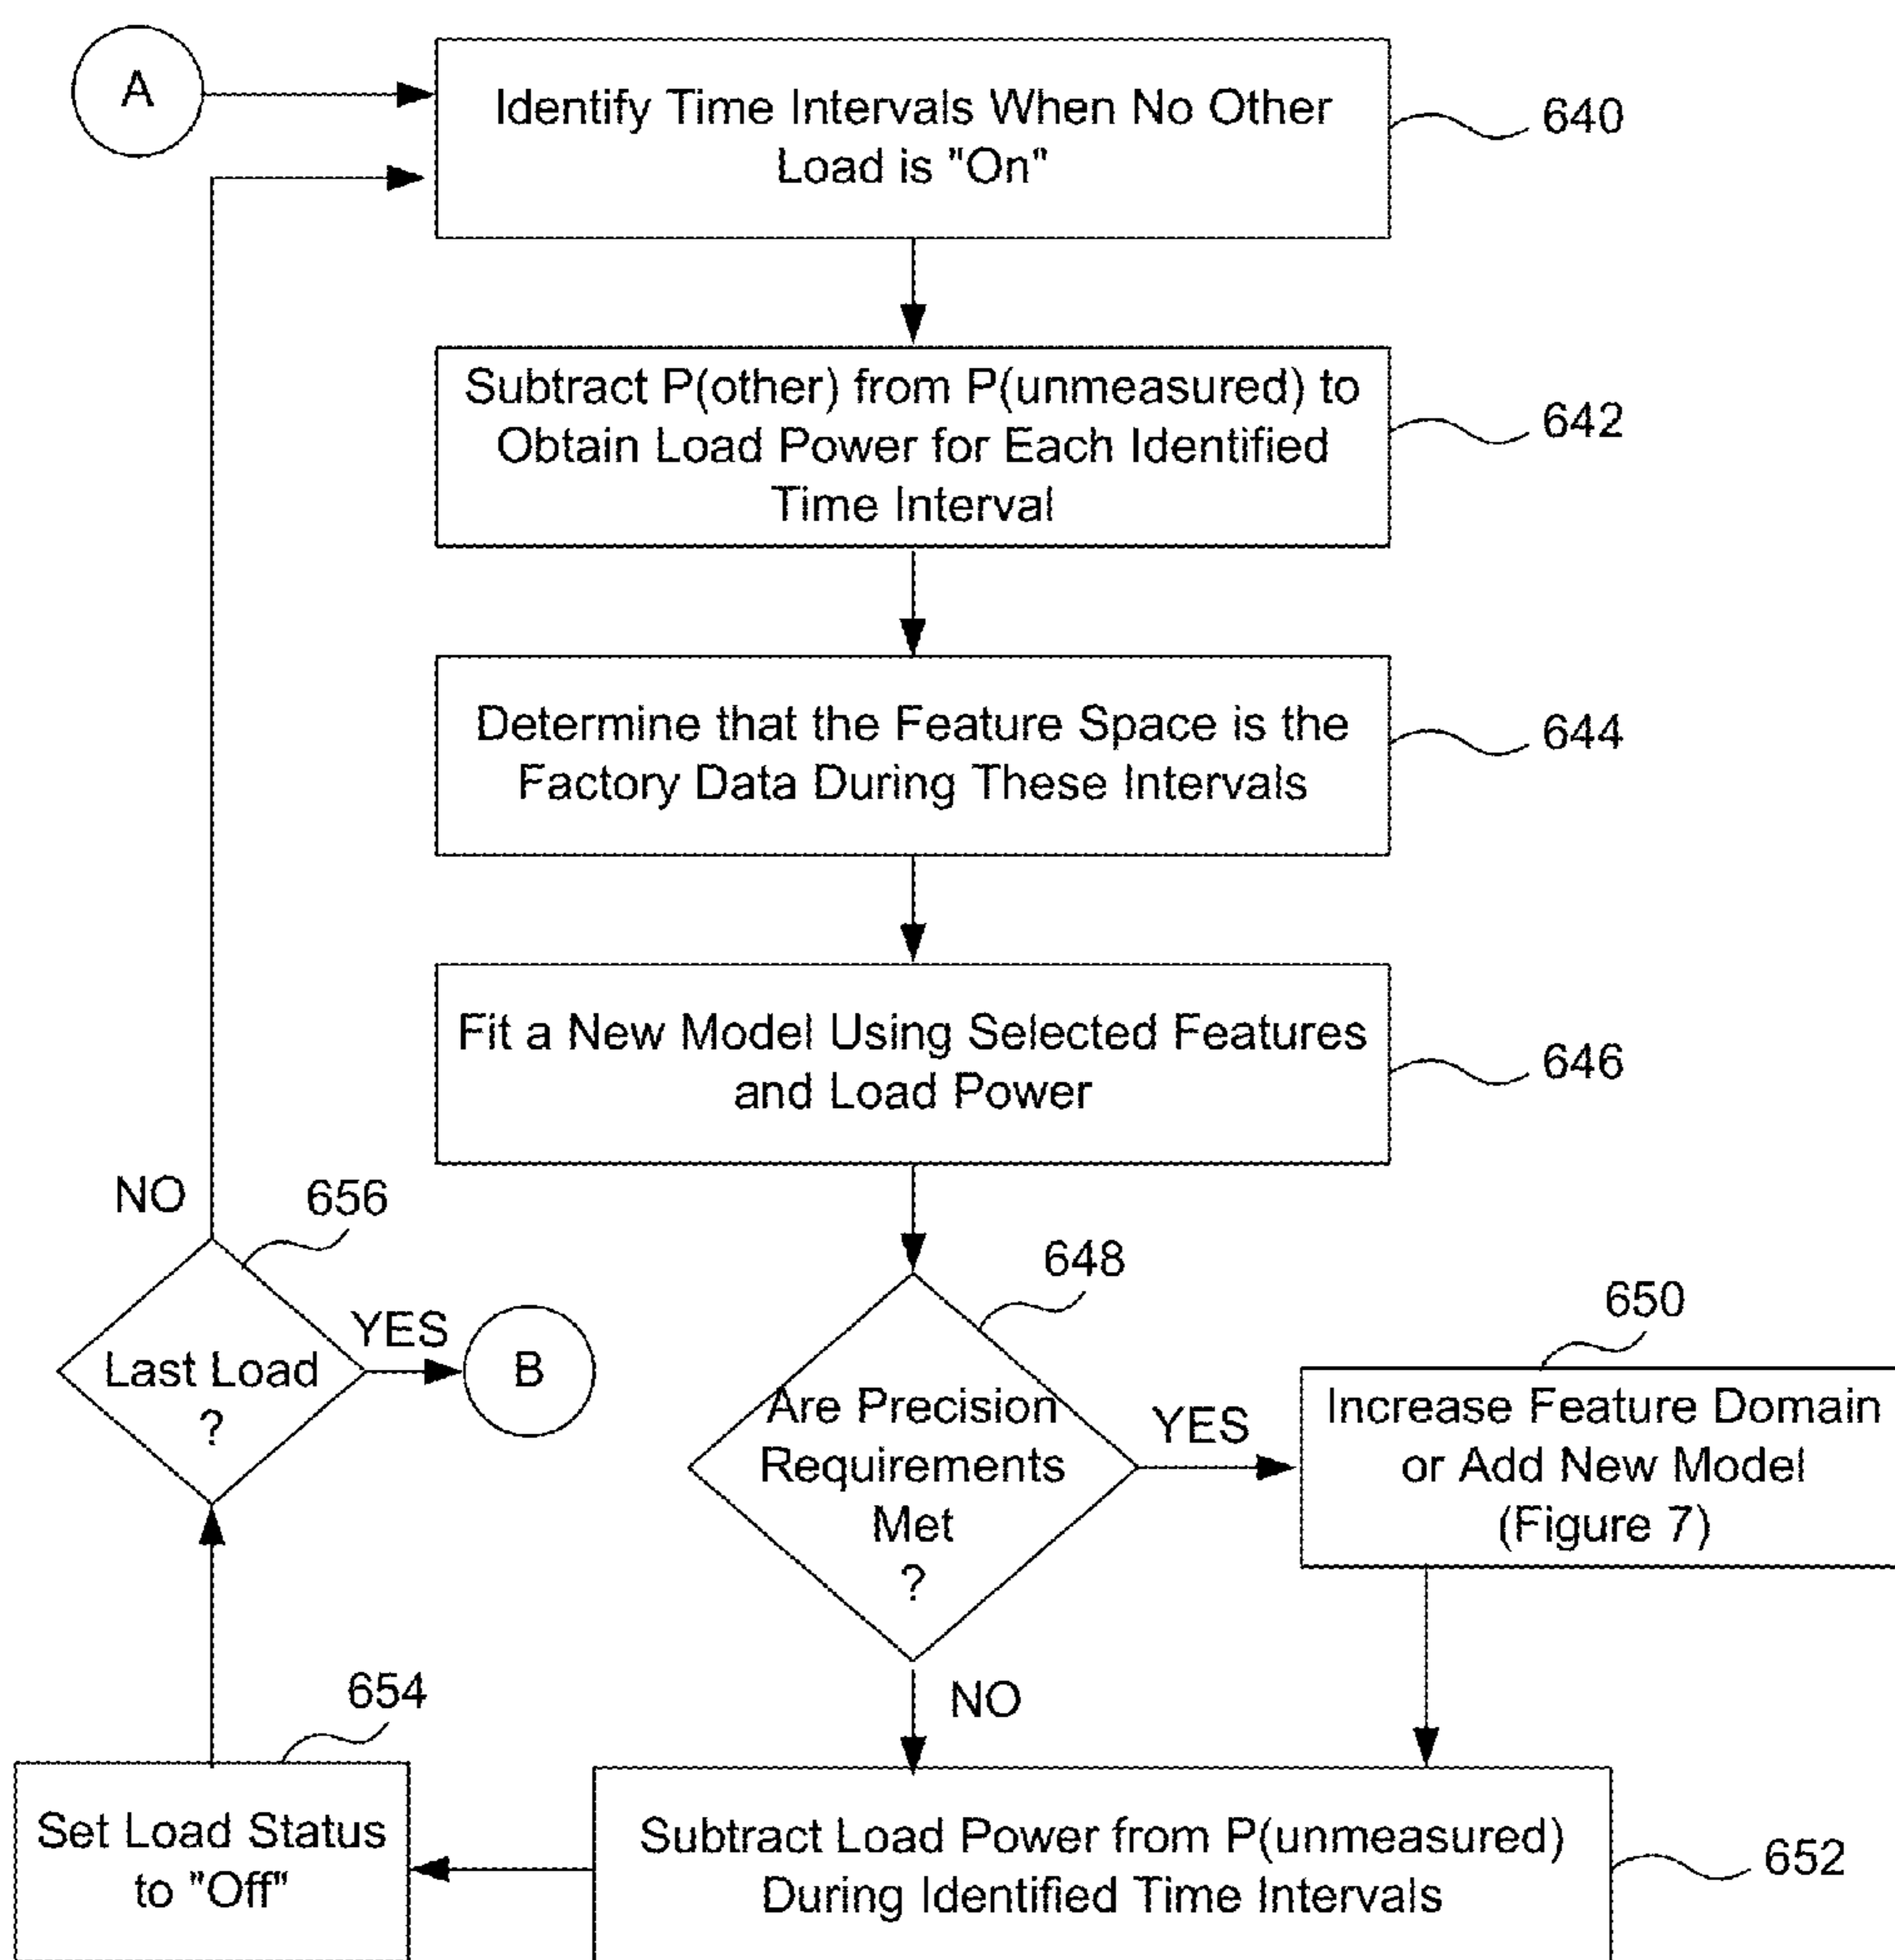 A
Identify Time Intervals When No Other
Load is "On"
640
Subtract P(other) from P(unmeasured) to
Obtain Load Power for Each Identified
Time Interval
642
Determine that the Feature Space is the
Factory Data During These Intervals
644
Fit a New Model Using Selected Features
and Load Power
646
NO
656
Last Load
?
YES
B
648
Are Precision
Requirements
Met
?
YES
650
Increase Feature Domain
or Add New Model
(Figure 7)
NO
654
Set Load Status
to "Off"
Subtract Load Power from P(unmeasured)
During Identified Time Intervals
652